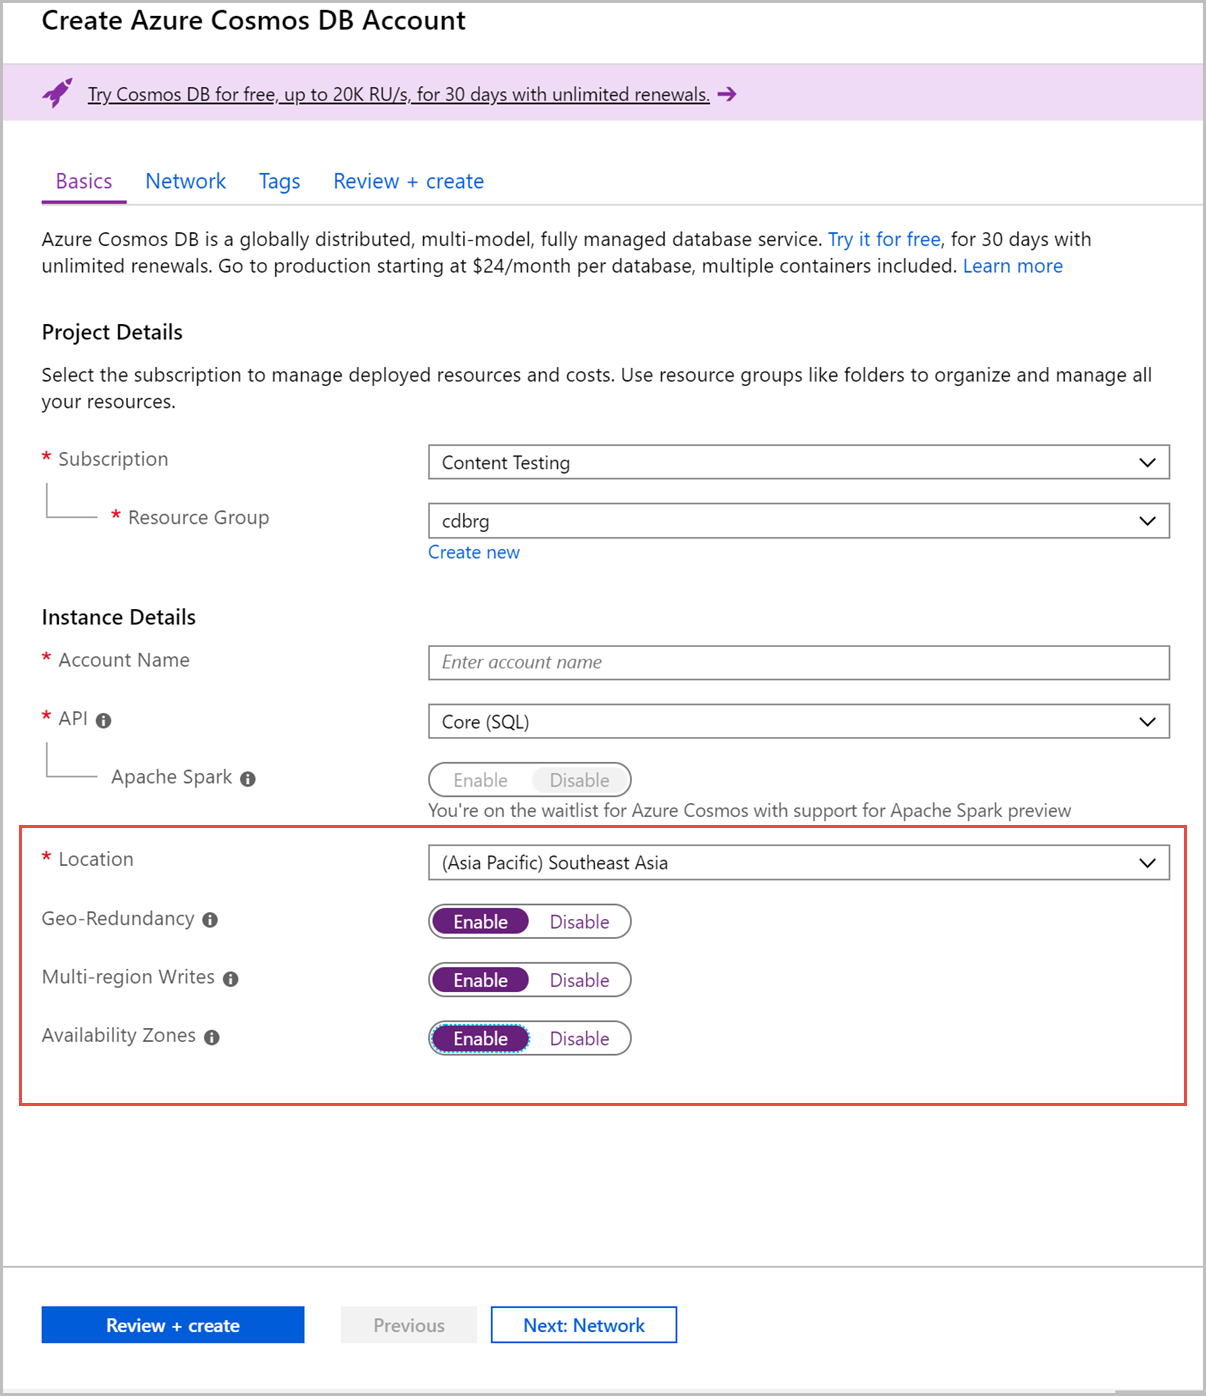 Create Azure Cosmos DB Account
Try Cosmos DB for free, up to 20K RU/s, for 30 days with unlimited renewals. →
Basics Network Tags Review + create
Azure Cosmos DB is a globally distributed, multi-model, fully managed database service. Try it for free, for 30 days with
unlimited renewals. Go to production starting at $24/month per database, multiple containers included. Learn more
Project Details
Select the subscription to manage deployed resources and costs. Use resource groups like folders to organize and manage all
your resources.
* Subscription Content Testing
* Resource Group cdbrg
Create new
Instance Details
* Account Name Enter account name
* API Core (SQL)
Apache Spark Enable Disable
You're on the waitlist for Azure Cosmos with support for Apache Spark preview
* Location (Asia Pacific) Southeast Asia
Geo-Redundancy Enable Disable
Multi-region Writes Enable Disable
Availability Zones Enable Disable
Review + create Previous Next: Network